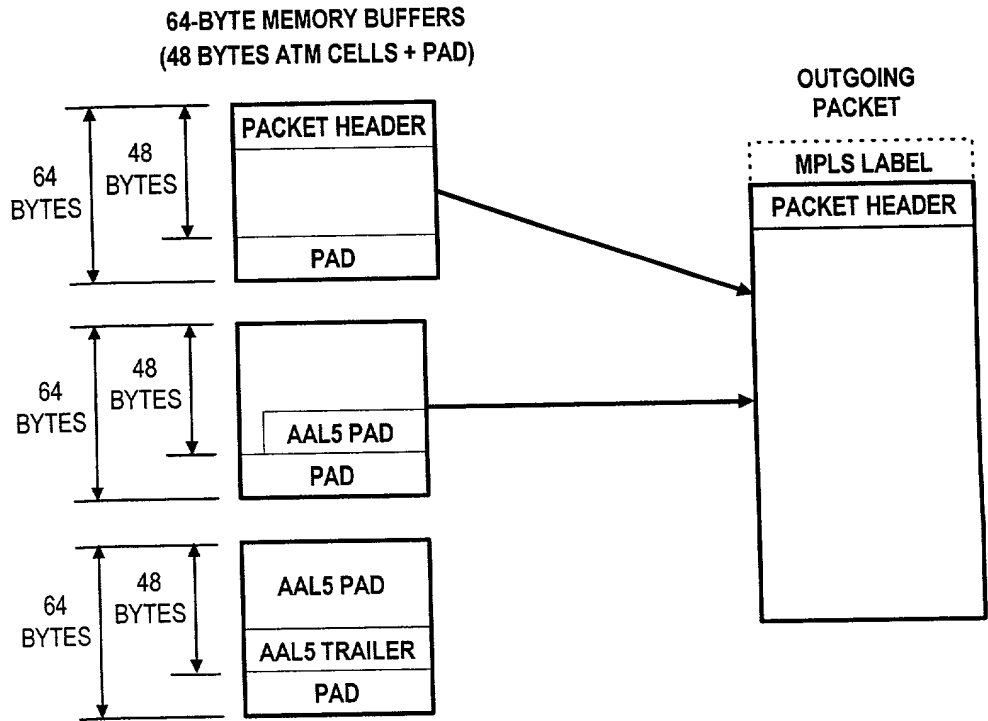 64-BYTE MEMORY BUFFERS
(48 BYTES ATM CELLS + PAD)
OUTGOING
PACKET
MPLS LABEL
PACKET HEADER
64
BYTES
48
BYTES
PACKET HEADER
PAD
64
BYTES
48
BYTES
AAL5 PAD
PAD
64
BYTES
48
BYTES
AAL5 PAD
AAL5 TRAILER
PAD